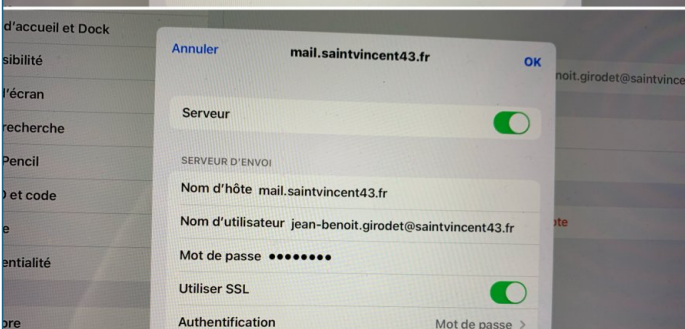 d'accueil et Dock
sibilité
l'écran
recherche
Pencil
et code
e
entialité
Annuler
mail.saintvincent43.fr
OK
noit.girodet@saintvince
Serveur
SERVEUR D'ENVOI
Nom d'hôte mail.saintvincent43.fr
Nom d'utilisateur jean-benoit.girodet@saintvincent43.fr
Mot de passe ●●●●●●●●
Utiliser SSL
Authentification
Mot de passe >